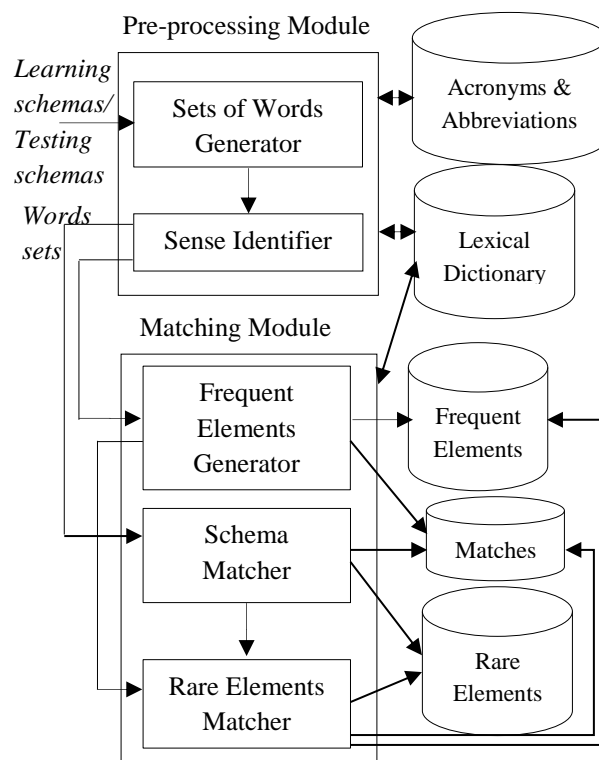 Pre-processing Module
Learning
schemas/
Testing
schemas
Words
sets
Sets of Words
Generator
Sense Identifier
Acronyms &
Abbreviations
Lexical
Dictionary
Matching Module
Frequent
Elements
Generator
Frequent
Elements
Schema
Matcher
Matches
Rare Elements
Matcher
Rare
Elements